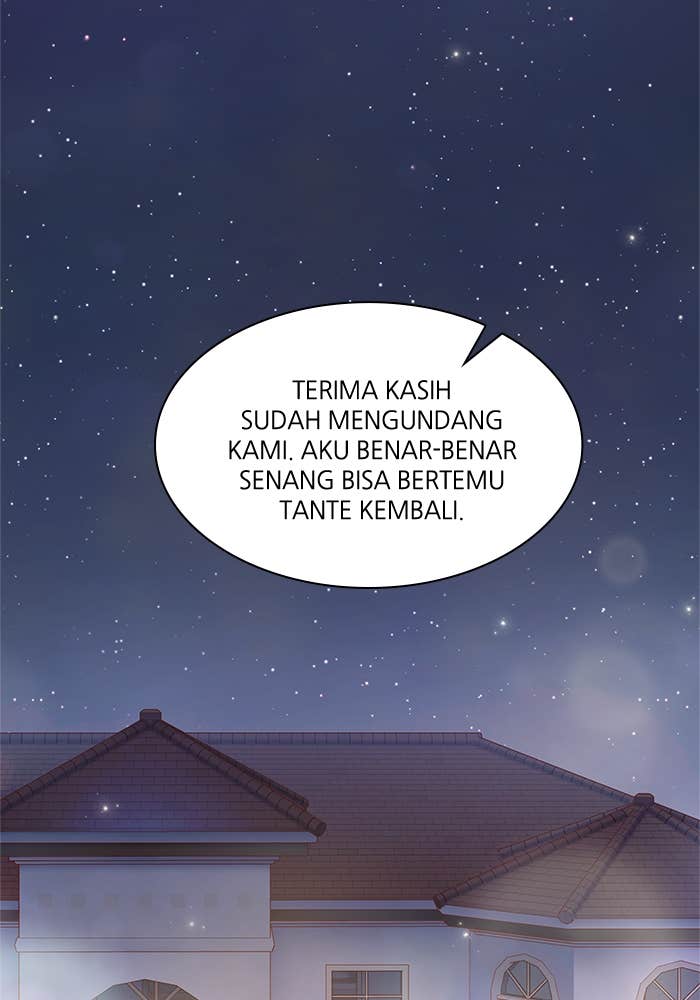 TERIMA KASIH
SUDAH MENGUNDANG
KAMI. AKU BENAR-BENAR
SENANG BISA BERTEMU
TANTE KEMBALI.